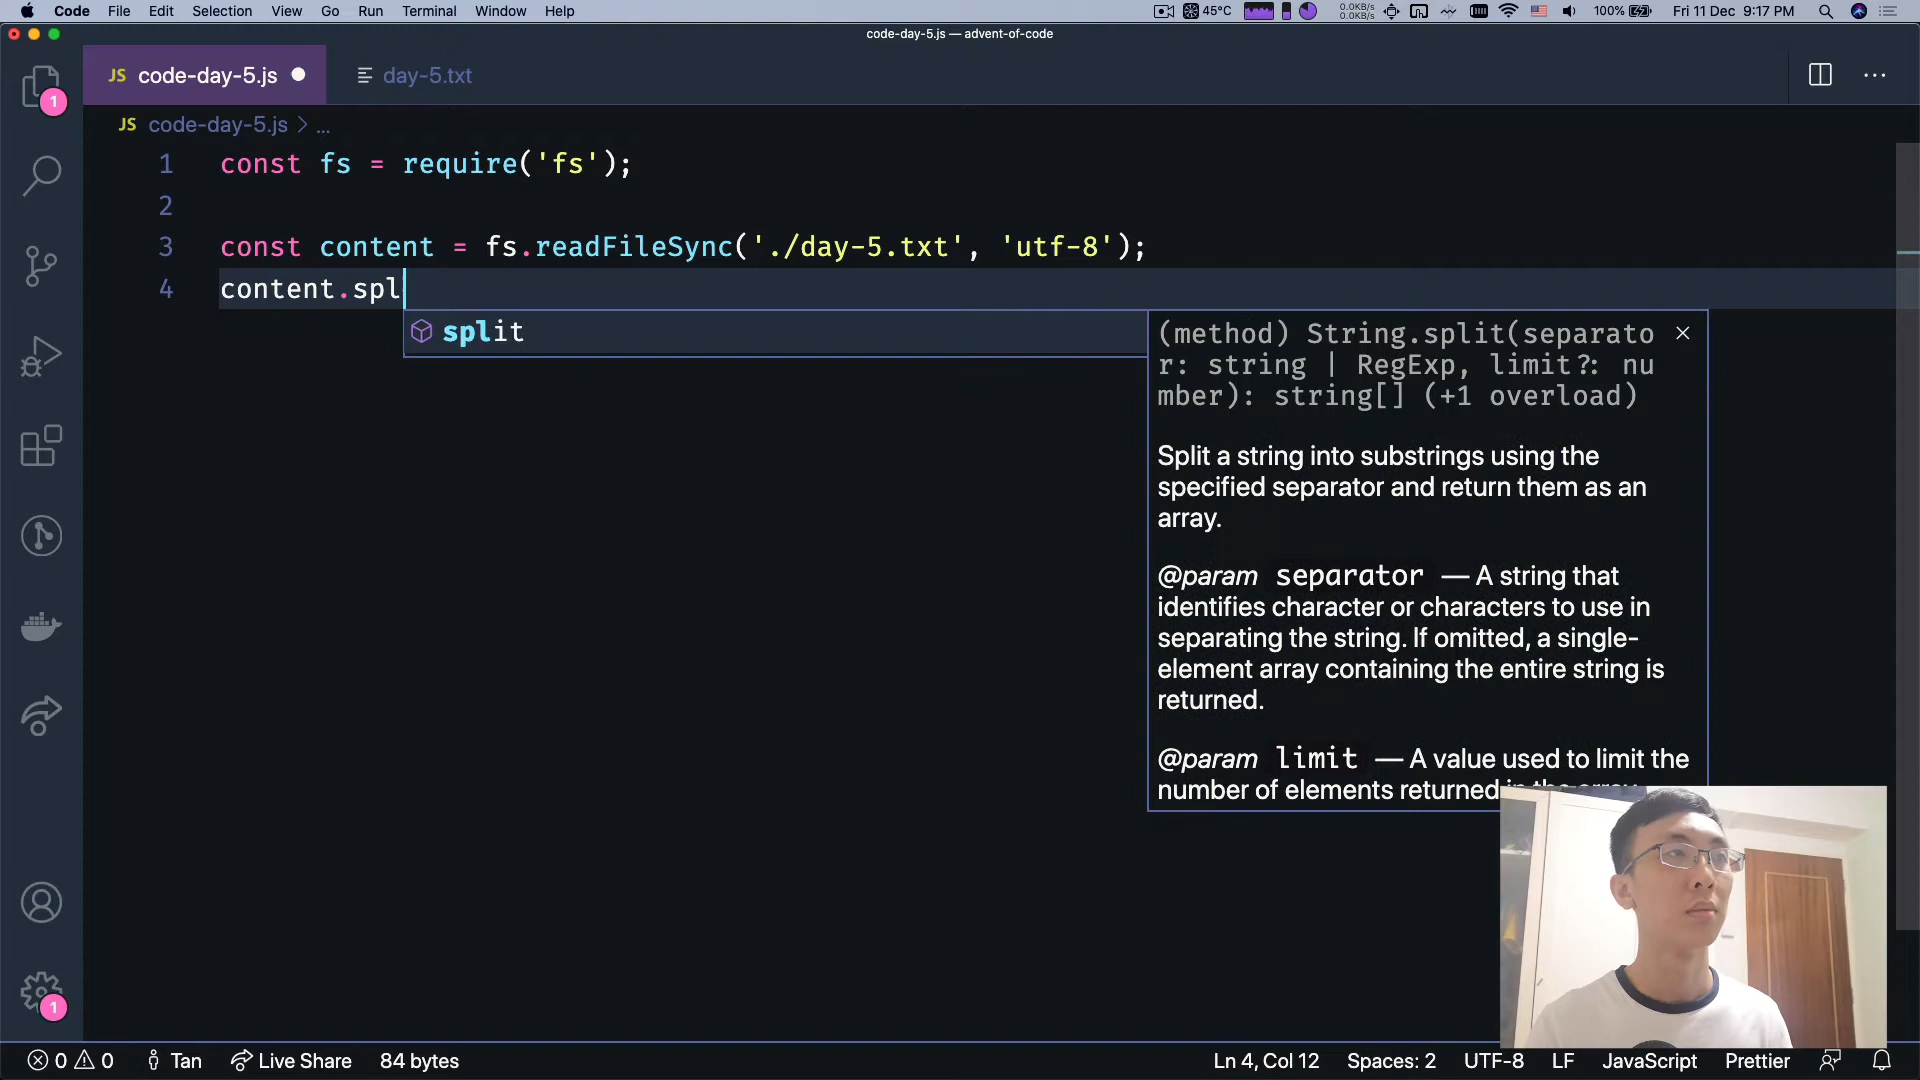 Code File Edit Selection View Go Run Terminal Window Help 45°C 0.0KB/s 0.0KB/s 100% Fri 11 Dec 9:17 PM
code-day-5.js — advent-of-code
JS code-day-5.js day-5.txt
1
JS code-day-5.js > ...
1 const fs = require('fs');
2
3 const content = fs.readFileSync('./day-5.txt', 'utf-8');
4 content.spl
split
(method) String.split(separato
r: string | RegExp, limit?: nu
mber): string[] (+1 overload)
Split a string into substrings using the
specified separator and return them as an
array.
@param separator — A string that
identifies character or characters to use in
separating the string. If omitted, a single-
element array containing the entire string is
returned.
@param limit — A value used to limit the
number of elements returned in the array.
1
0 0 Tan Live Share 84 bytes Ln 4, Col 12 Spaces: 2 UTF-8 LF JavaScript Prettier